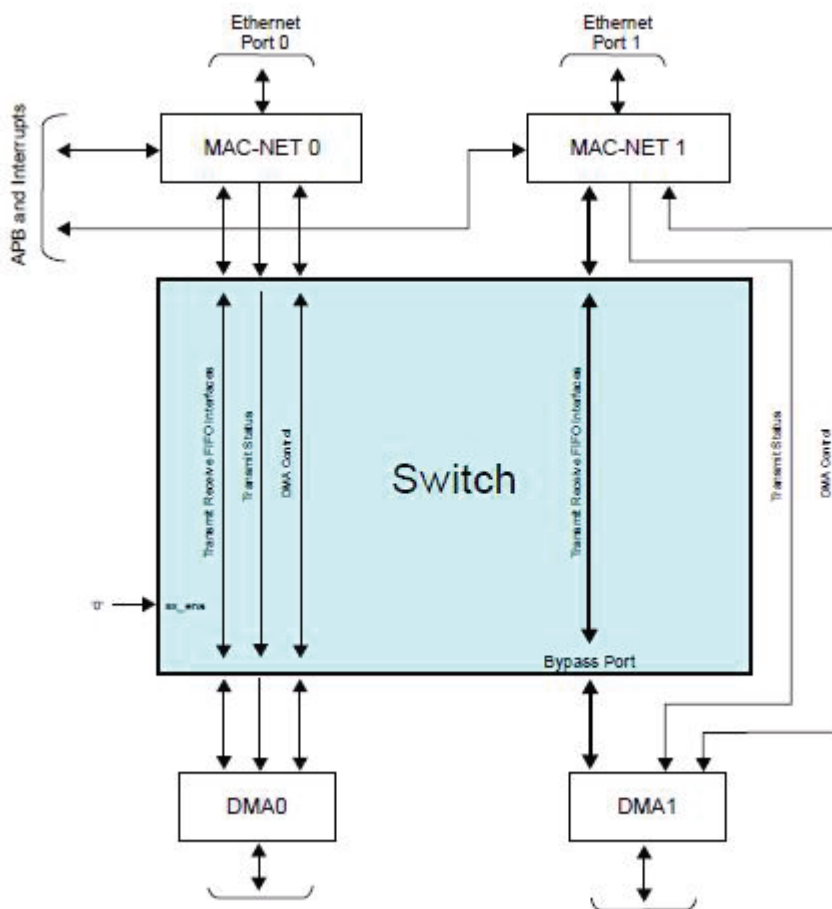 Ethernet
Port 0
Ethernet
Port 1
APB and Interrupts
MAC-NET 0
MAC-NET 1
Transmit Receive FIFO Interfaces
Transmit Status
DMA Control
Switch
Transmit Receive FIFO Interfaces
Transmit Status
DMA Control
'0'
sx_ena
Bypass Port
DMA0
DMA1